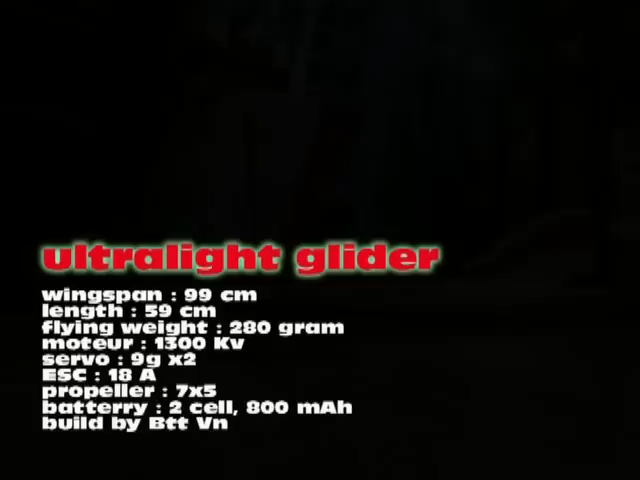 ultralight glider
wingspan : 99 cm
length : 59 cm
flying weight : 280 gram
moteur : 1300 Kv
servo : 9g x2
ESC : 18 A
propeller : 7x5
batterry : 2 cell, 800 mAh
build by Btt Vn